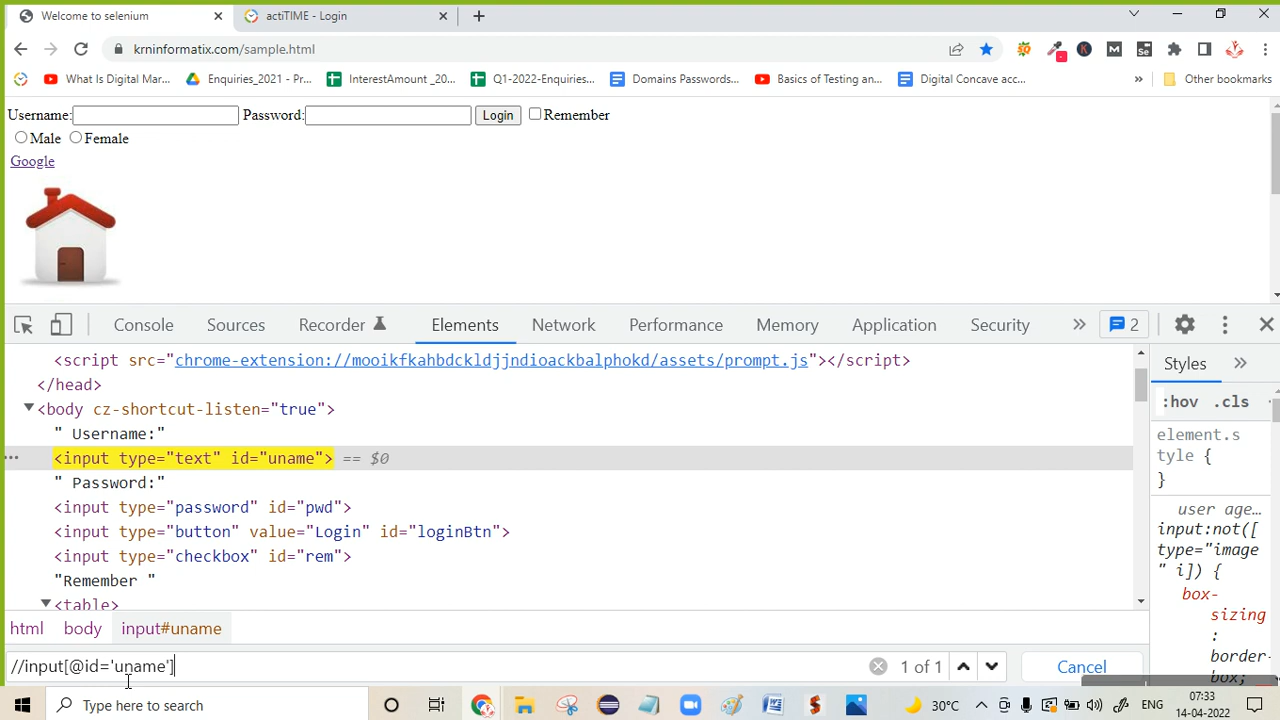 Welcome to selenium
actiTIME - Login
krninformatix.com/sample.html
What Is Digital Mar...
Enquiries_2021 - Pr...
InterestAmount _20...
Q1-2022-Enquiries...
Domains Passwords...
Basics of Testing an...
Digital Concave acc...
»
Other bookmarks
Username: Password: Login Remember
Male Female
Google
Console Sources Recorder Elements Network Performance Memory Application Security » 2
<script src="chrome-extension://mooikfkahbdckldjjndioackbalphokd/assets/prompt.js"></script>
</head>
<body cz-shortcut-listen="true">
" Username:"
<input type="text" id="uname"> == $0
" Password:"
<input type="password" id="pwd">
<input type="button" value="Login" id="loginBtn">
<input type="checkbox" id="rem">
"Remember "
<table>
Styles »
:hov .cls
element.s
tyle {
}
user age…
input:not([
type="image
" i]) {
box-
sizing
:
border-
box;
html body input#uname
//input[@id='uname']
1 of 1
Cancel
Type here to search
30°C
ENG
07:33
14-04-2022